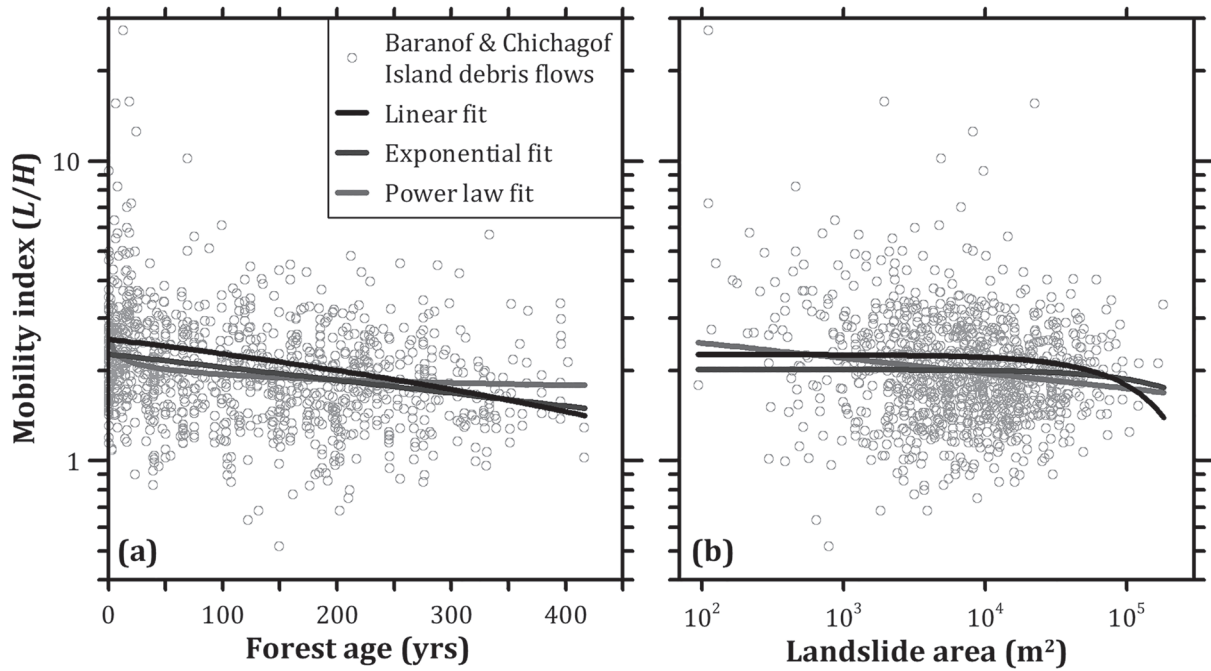 Baranof & Chichagof
Island debris flows
Linear fit
Exponential fit
Power law fit
Mobility index (L/H)
10
1
(a)
0
100
200
300
400
Forest age (yrs)
(b)
10²
10³
10⁴
10⁵
Landslide area (m²)